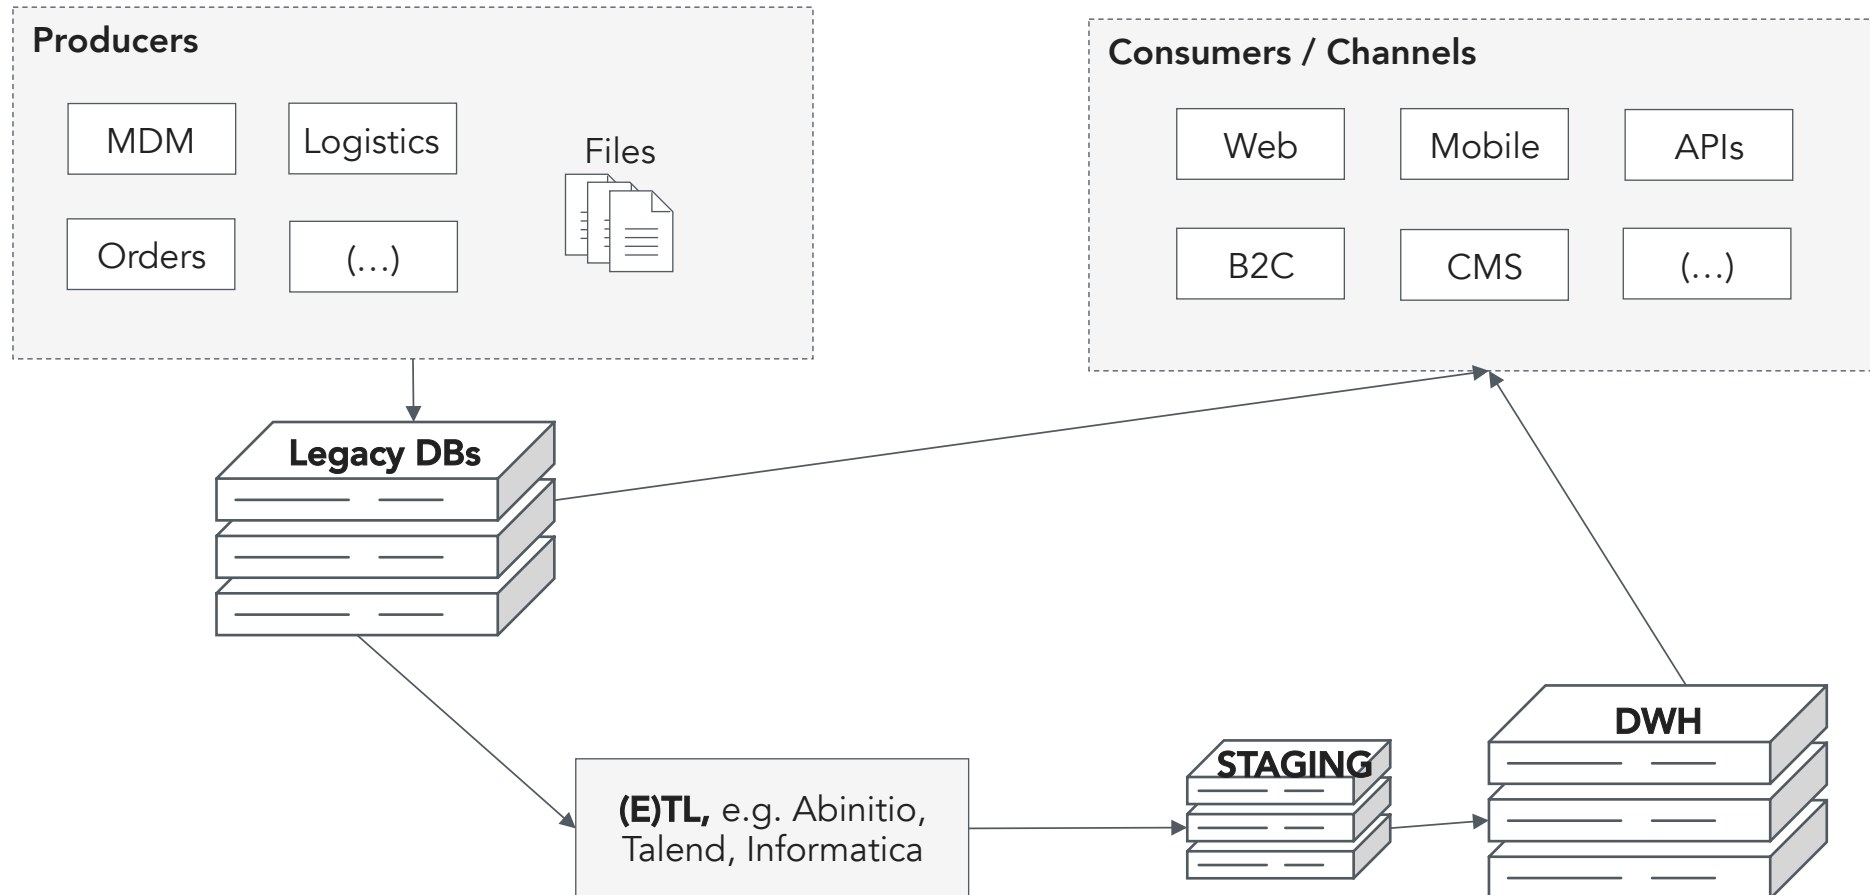 Producers
MDM
Logistics
Files
Orders
(…)
Consumers / Channels
Web
Mobile
APIs
B2C
CMS
(…)
Legacy DBs
(E)TL, e.g. Abinitio,
Talend, Informatica
STAGING
DWH